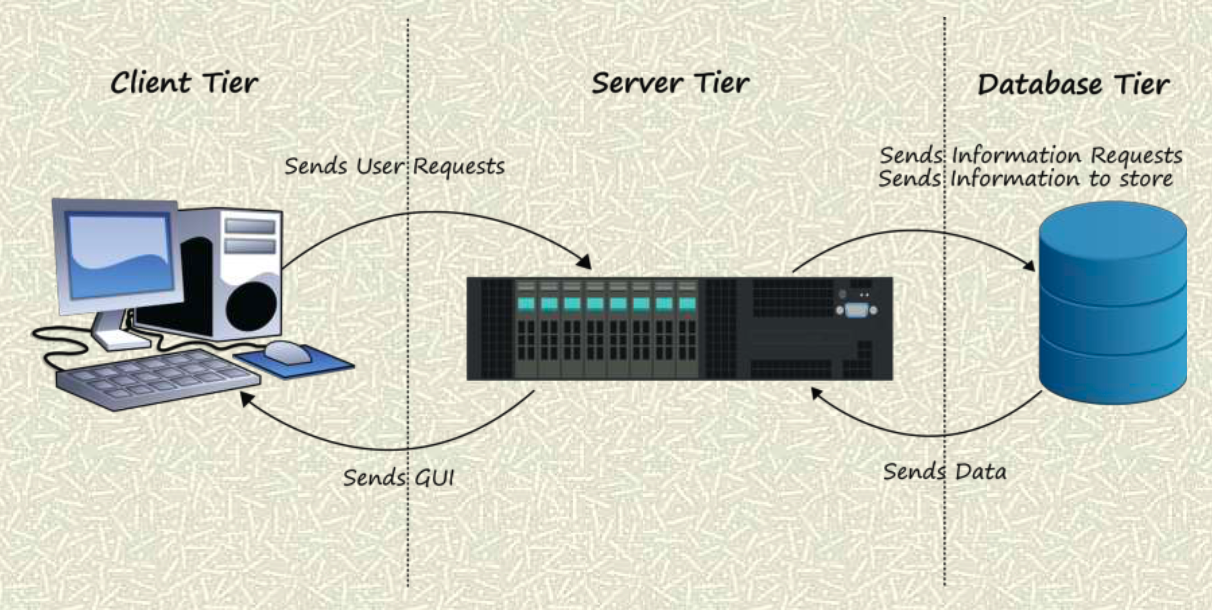 Client Tier
Server Tier
Database Tier
Sends User Requests
Sends Information Requests
Sends Information to store
Sends GUI
Sends Data